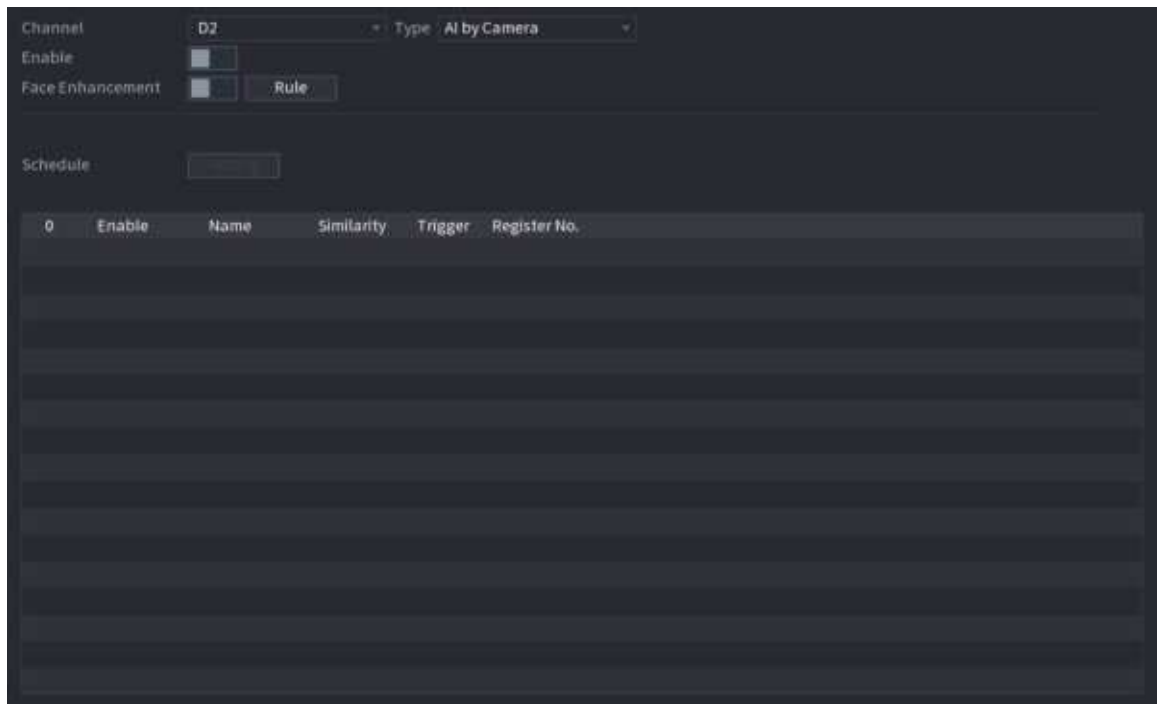 Channel D2 Type AI by Camera
Enable
Face Enhancement Rule
Schedule
0 Enable Name Similarity Trigger Register No.